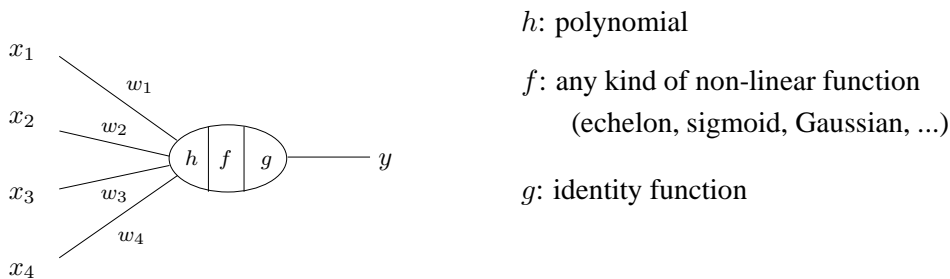 x₁
x₂
x₃
x₄
w₁
w₂
w₃
w₄
h f g
y
h: polynomial
f: any kind of non-linear function
(echelon, sigmoid, Gaussian, ...)
g: identity function